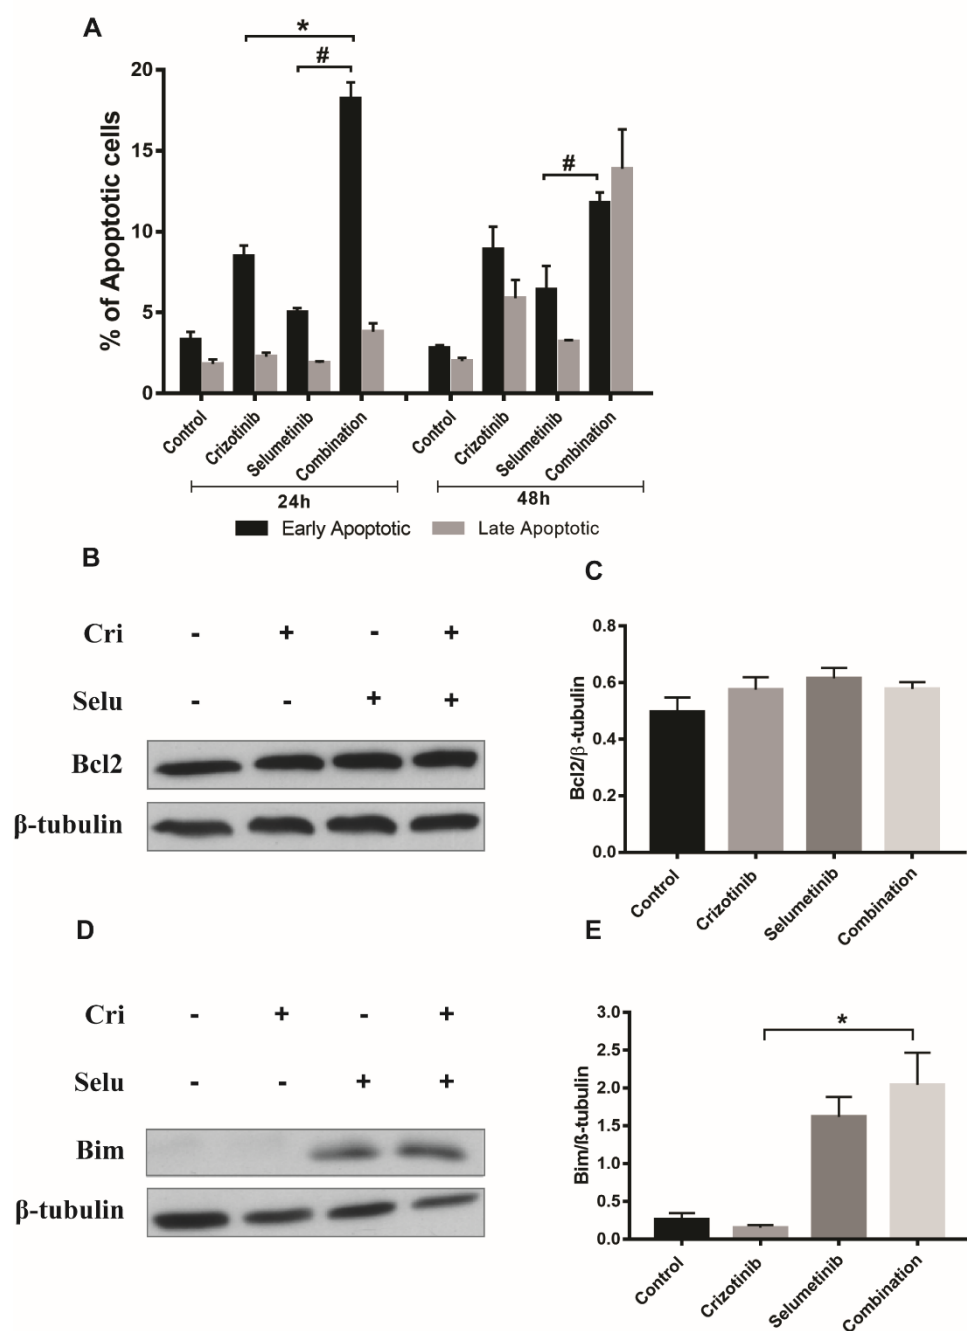 A
*
#
20
15
10
5
0
% of Apoptotic cells
#
Control
Crizotinib
Selumetinib
Combination
Control
Crizotinib
Selumetinib
Combination
24h
48h
Early Apoptotic
Late Apoptotic
B
Cri - + - +
Selu - - + +
Bcl2
β-tubulin
C
0.8
0.6
0.4
0.2
0.0
Bcl2/β-tubulin
Control
Crizotinib
Selumetinib
Combination
D
Cri - + - +
Selu - - + +
Bim
β-tubulin
E
3.0
2.5
2.0
1.5
1.0
0.5
0.0
Bim/ß-tubulin
*
Control
Crizotinib
Selumetinib
Combination